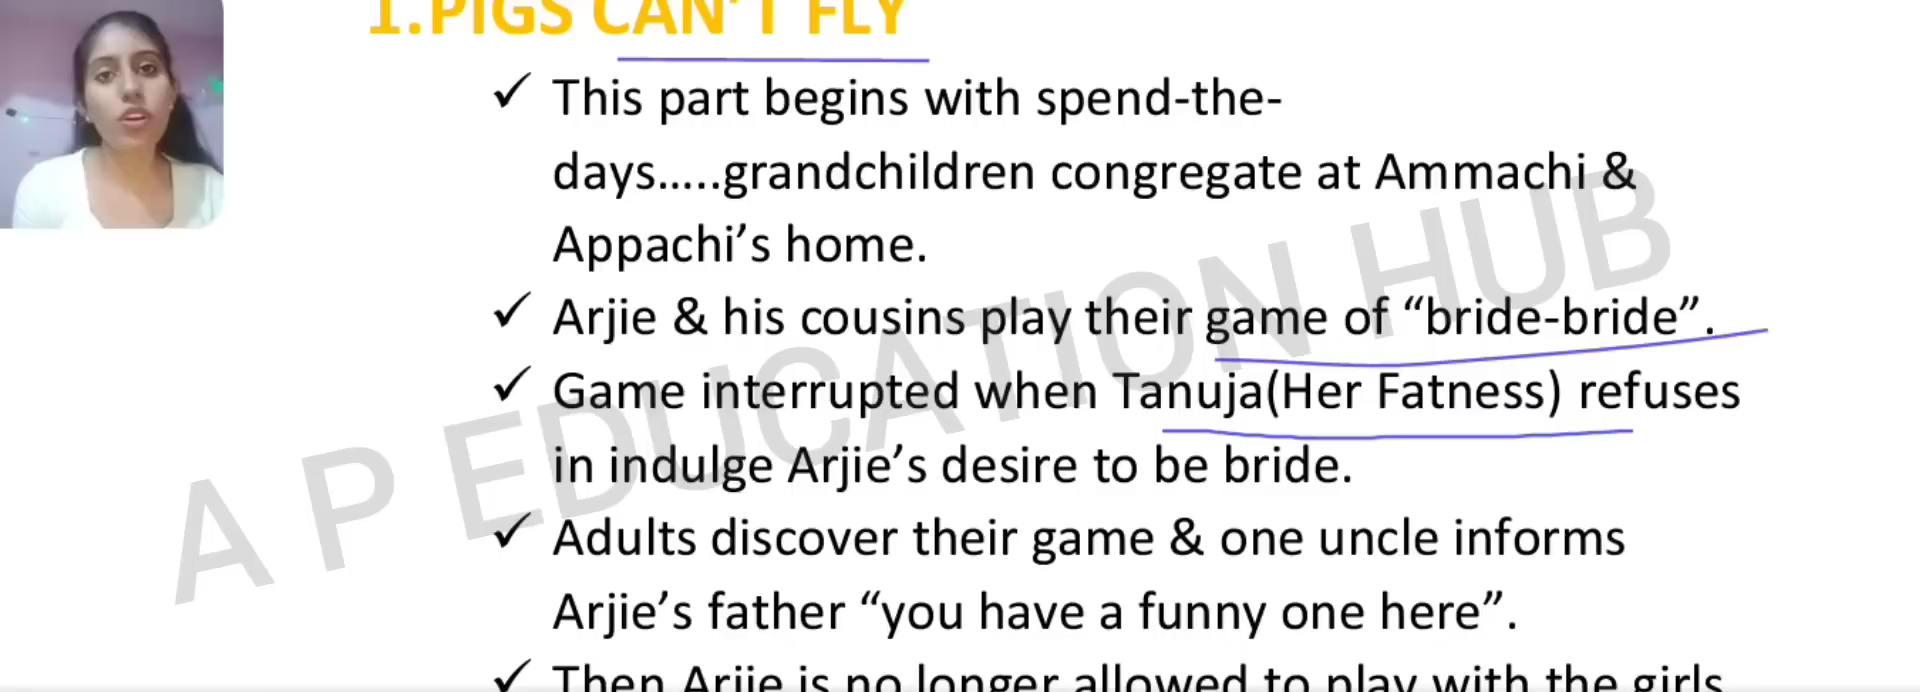 1.PIGS CAN'T FLY
✓ This part begins with spend-the-
days.....grandchildren congregate at Ammachi &
Appachi's home.
✓ Arjie & his cousins play their game of “bride-bride”.
✓ Game interrupted when Tanuja(Her Fatness) refuses
in indulge Arjie's desire to be bride.
✓ Adults discover their game & one uncle informs
Arjie's father “you have a funny one here”.
✓ Then Arjie is no longer allowed to play with the girls
A P EDUCATION HUB